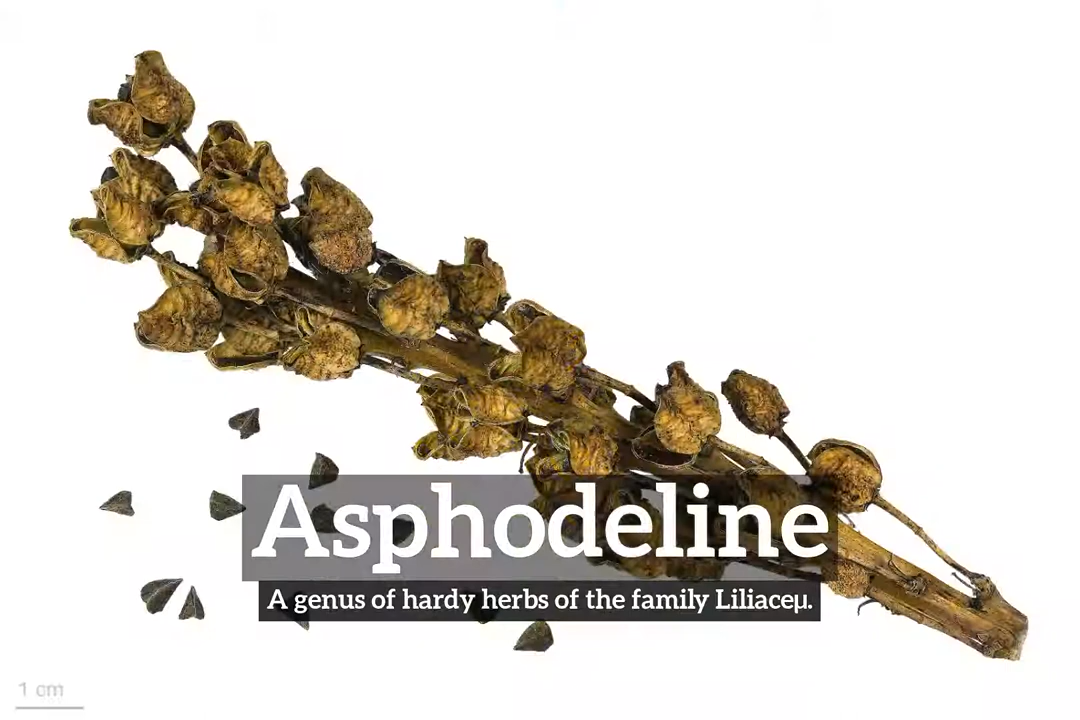 Asphodeline
A genus of hardy herbs of the family Liliaceµ.
1 cm